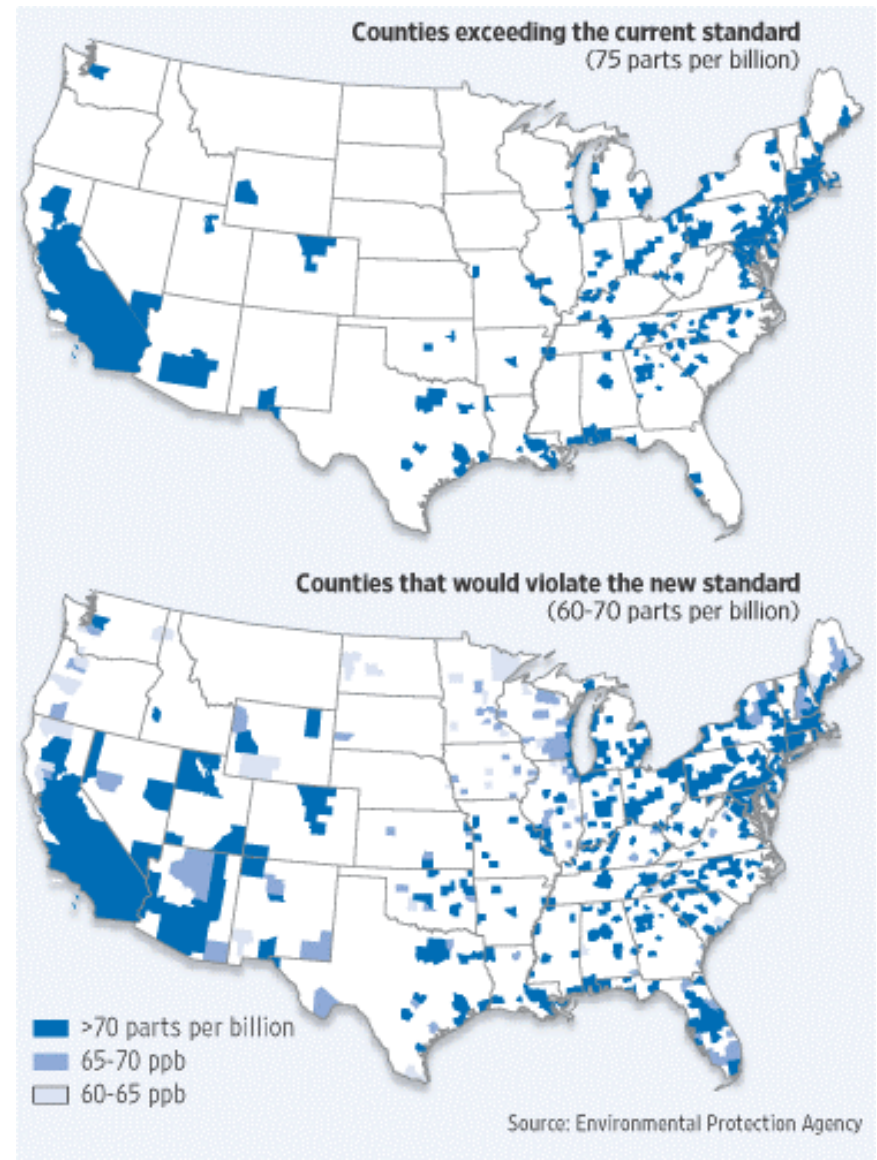 Counties exceeding the current standard
(75 parts per billion)
Counties that would violate the new standard
(60-70 parts per billion)
>70 parts per billion
65-70 ppb
60-65 ppb
Source: Environmental Protection Agency